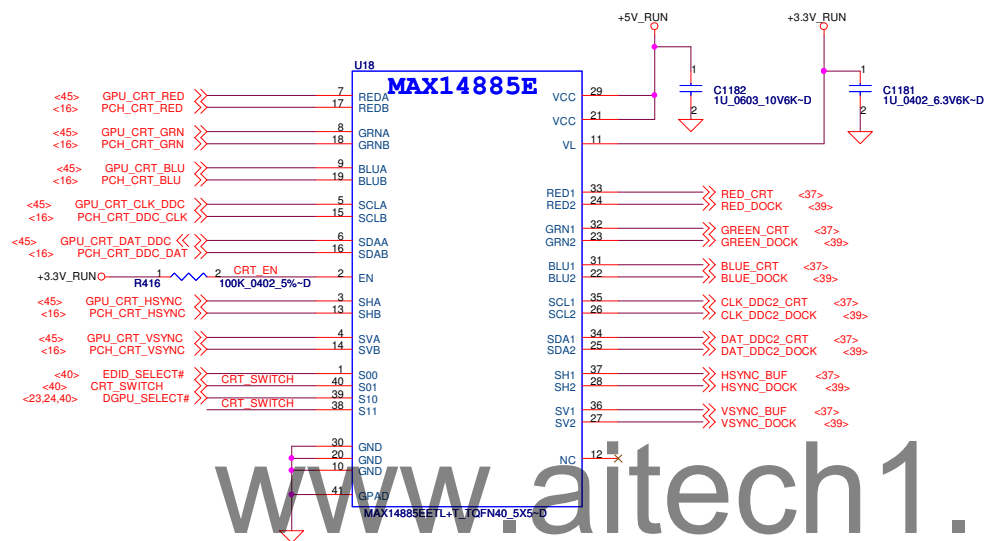 +5V_RUN +3.3V_RUN
U18
MAX14885E
<45> GPU_CRT_RED 7 REDA
<16> PCH_CRT_RED 17 REDB
<45> GPU_CRT_GRN 8 GRNA
<16> PCH_CRT_GRN 18 GRNB
<45> GPU_CRT_BLU 9 BLUA
<16> PCH_CRT_BLU 19 BLUB
<45> GPU_CRT_CLK_DDC 5 SCLA
<16> PCH_CRT_DDC_CLK 15 SCLB
<45> GPU_CRT_DAT_DDC 6 SDAA
<16> PCH_CRT_DDC_DAT 16 SDAB
+3.3V_RUN 1 2 CRT_EN 2 EN
R416 100K_0402_5%~D
<45> GPU_CRT_HSYNC 3 SHA
<16> PCH_CRT_HSYNC 13 SHB
<45> GPU_CRT_VSYNC 4 SVA
<16> PCH_CRT_VSYNC 14 SVB
<40> EDID_SELECT# 1 S00
<40> CRT_SWITCH CRT_SWITCH 40 S01
<23,24,40> DGPU_SELECT# 39 S10
CRT_SWITCH 38 S11
30 GND
20 GND
10 GND
41 GPAD
VCC 29
VCC 21
VL 11
1
C1182
1U_0603_10V6K~D
2
1
C1181
1U_0402_6.3V6K~D
2
RED1 33 RED_CRT <37>
RED2 24 RED_DOCK <39>
GRN1 32 GREEN_CRT <37>
GRN2 23 GREEN_DOCK <39>
BLU1 31 BLUE_CRT <37>
BLU2 22 BLUE_DOCK <39>
SCL1 35 CLK_DDC2_CRT <37>
SCL2 26 CLK_DDC2_DOCK <39>
SDA1 34 DAT_DDC2_CRT <37>
SDA2 25 DAT_DDC2_DOCK <39>
SH1 37 HSYNC_BUF <37>
SH2 28 HSYNC_DOCK <39>
SV1 36 VSYNC_BUF <37>
SV2 27 VSYNC_DOCK <39>
NC 12
MAX14885EETL+T_TQFN40_5X5~D
www.aitech1.